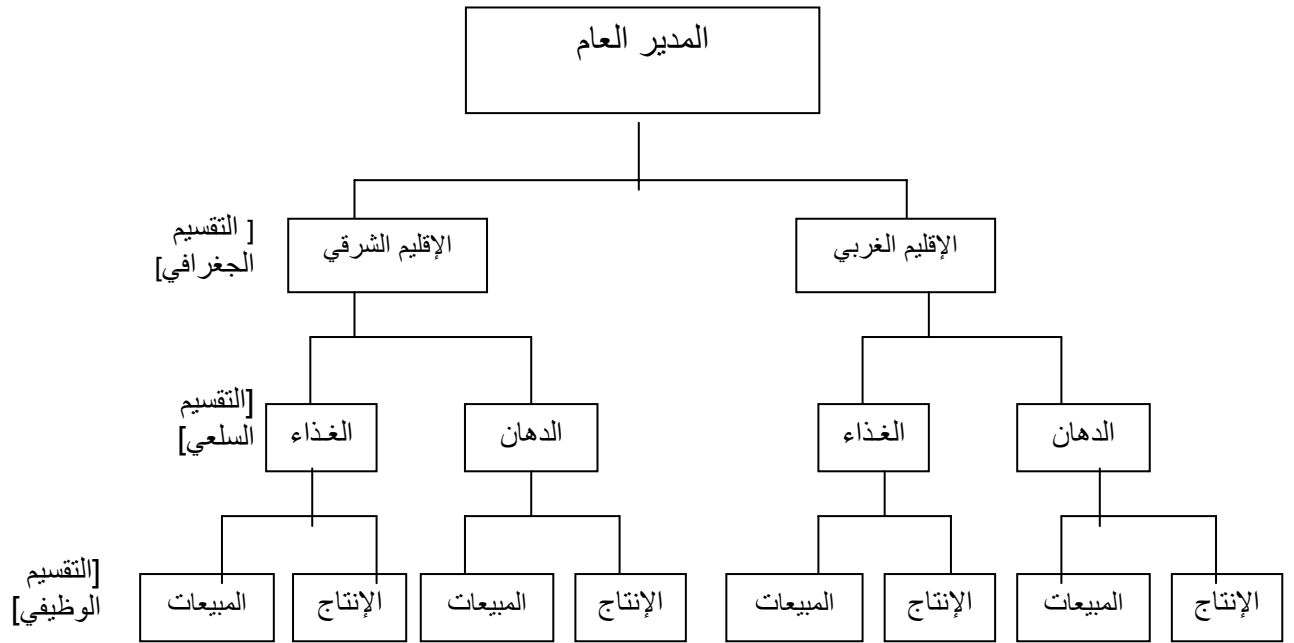 المدير العام
الإقليم الغربي
الإقليم الشرقي
[ التقسيم
الجغرافي]
الدهان
الغذاء
الدهان
الغذاء
[التقسيم
السلعي]
الإنتاج
المبيعات
الإنتاج
المبيعات
الإنتاج
المبيعات
الإنتاج
المبيعات
[التقسيم
الوظيفي]